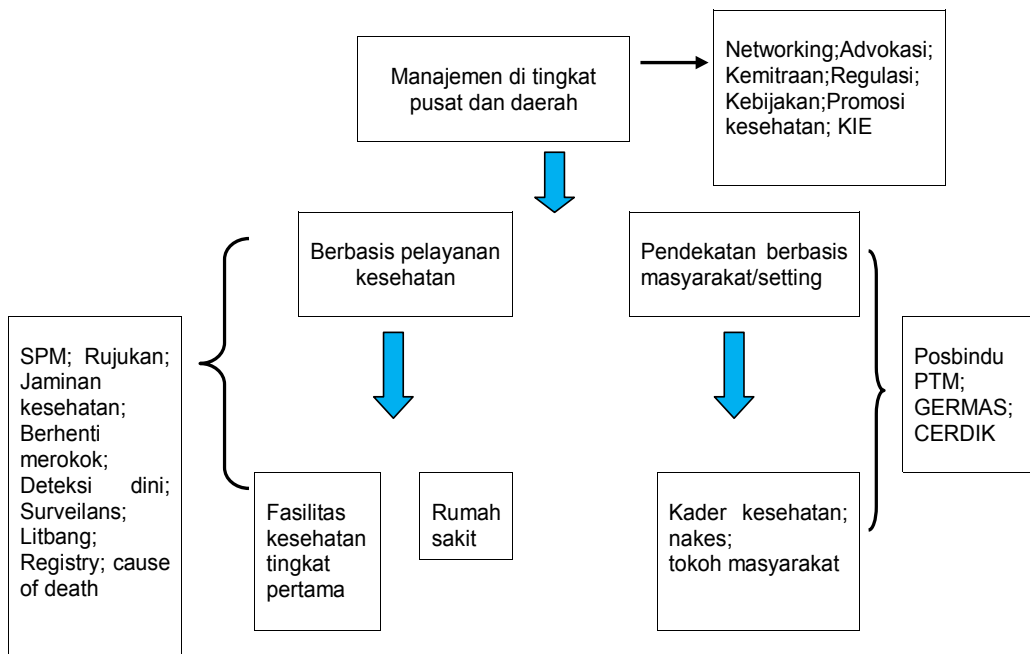 Manajemen di tingkat
pusat dan daerah
Networking;Advokasi;
Kemitraan;Regulasi;
Kebijakan;Promosi
kesehatan; KIE
Berbasis pelayanan
kesehatan
Pendekatan berbasis
masyarakat/setting
SPM; Rujukan;
Jaminan
kesehatan;
Berhenti
merokok;
Deteksi dini;
Surveilans;
Litbang;
Registry; cause
of death
Posbindu
PTM;
GERMAS;
CERDIK
Fasilitas
kesehatan
tingkat
pertama
Rumah
sakit
Kader kesehatan;
nakes;
tokoh masyarakat